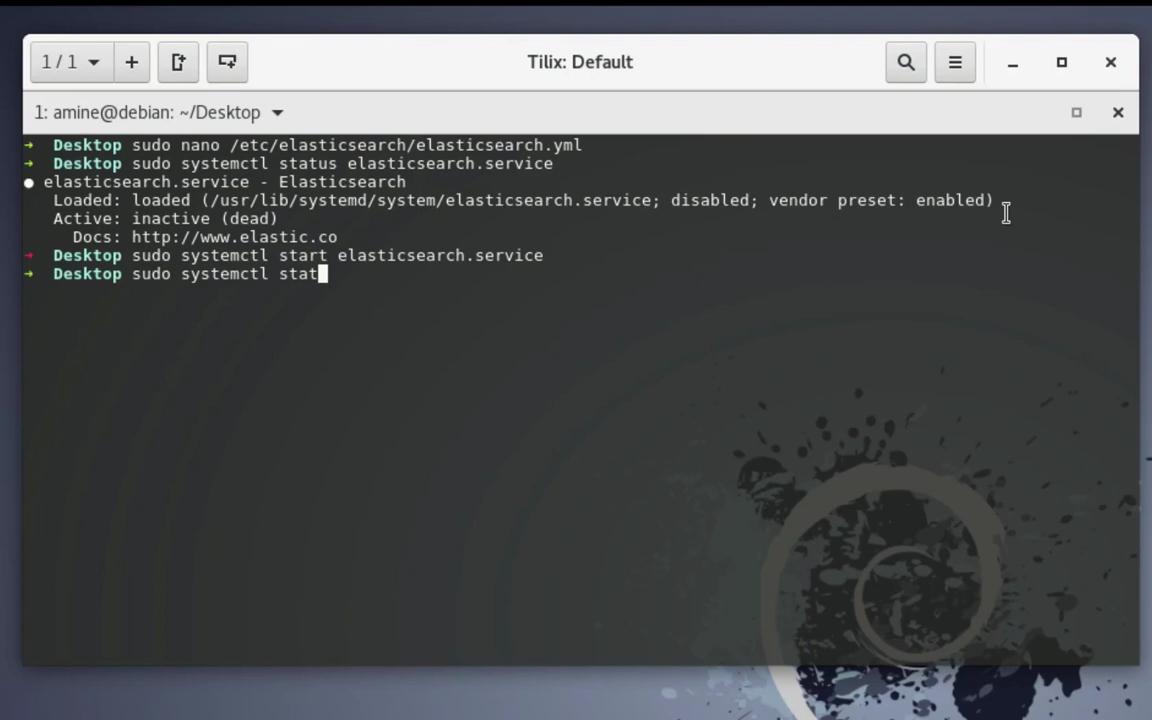 1 / 1
Tilix: Default
1: amine@debian: ~/Desktop
➜ Desktop sudo nano /etc/elasticsearch/elasticsearch.yml
➜ Desktop sudo systemctl status elasticsearch.service
● elasticsearch.service - Elasticsearch
Loaded: loaded (/usr/lib/systemd/system/elasticsearch.service; disabled; vendor preset: enabled)
Active: inactive (dead)
Docs: http://www.elastic.co
➜ Desktop sudo systemctl start elasticsearch.service
➜ Desktop sudo systemctl stat